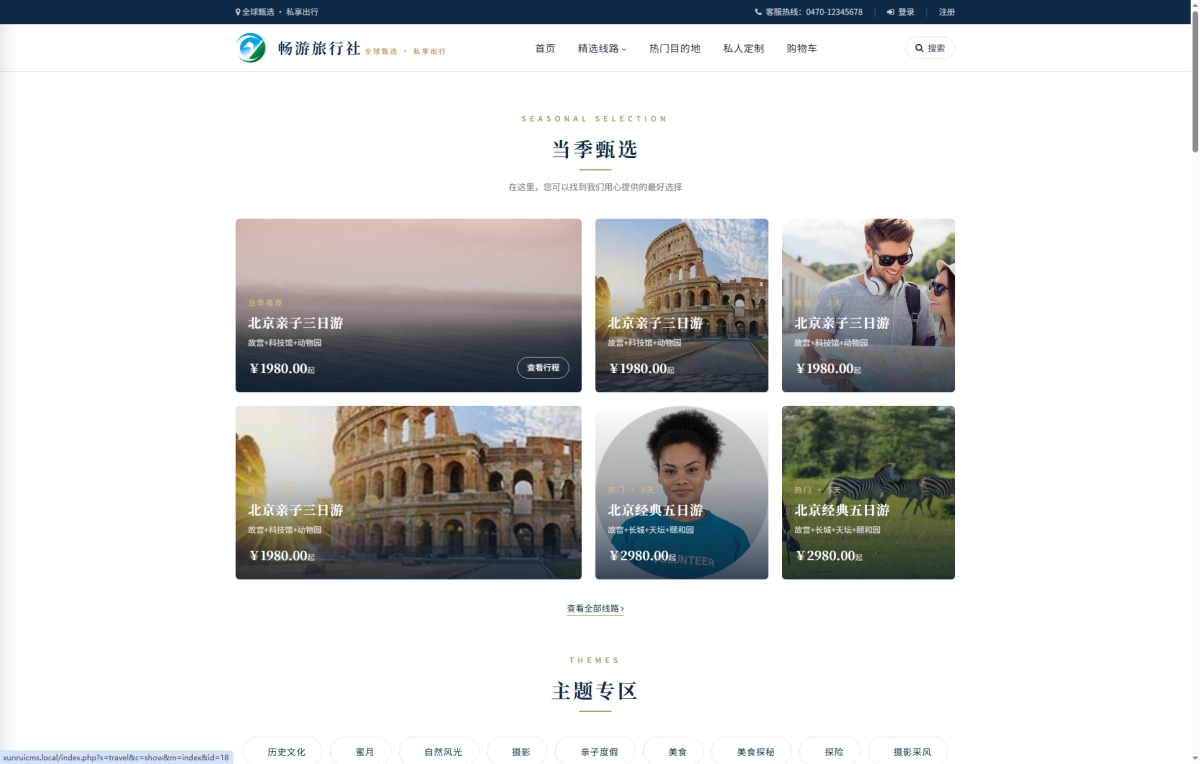 全球甄选 · 私享出行
客服热线：0470-12345678
登录
注册
畅游旅行社
全球甄选 · 私享出行
首页
精选线路
热门目的地
私人定制
购物车
搜索
SEASONAL SELECTION
当季甄选
在这里，您可以找到我们用心提供的最好选择
当季推荐
北京亲子三日游
故宫+科技馆+动物园
¥1980.00起
查看行程
北京亲子三日游
故宫+科技馆+动物园
¥1980.00起
北京亲子三日游
故宫+科技馆+动物园
¥1980.00起
北京亲子三日游
故宫+科技馆+动物园
¥1980.00起
热门 · 5天
北京经典五日游
故宫+长城+天坛+颐和园
¥2980.00起
VOLUNTEER
热门 · 5天
北京经典五日游
故宫+长城+天坛+颐和园
¥2980.00起
查看全部线路
THEMES
主题专区
历史文化
蜜月
自然风光
摄影
亲子度假
美食
美食探秘
探险
摄影采风
xunruicms.local/index.php?s=travel&c=show&m=index&id=18